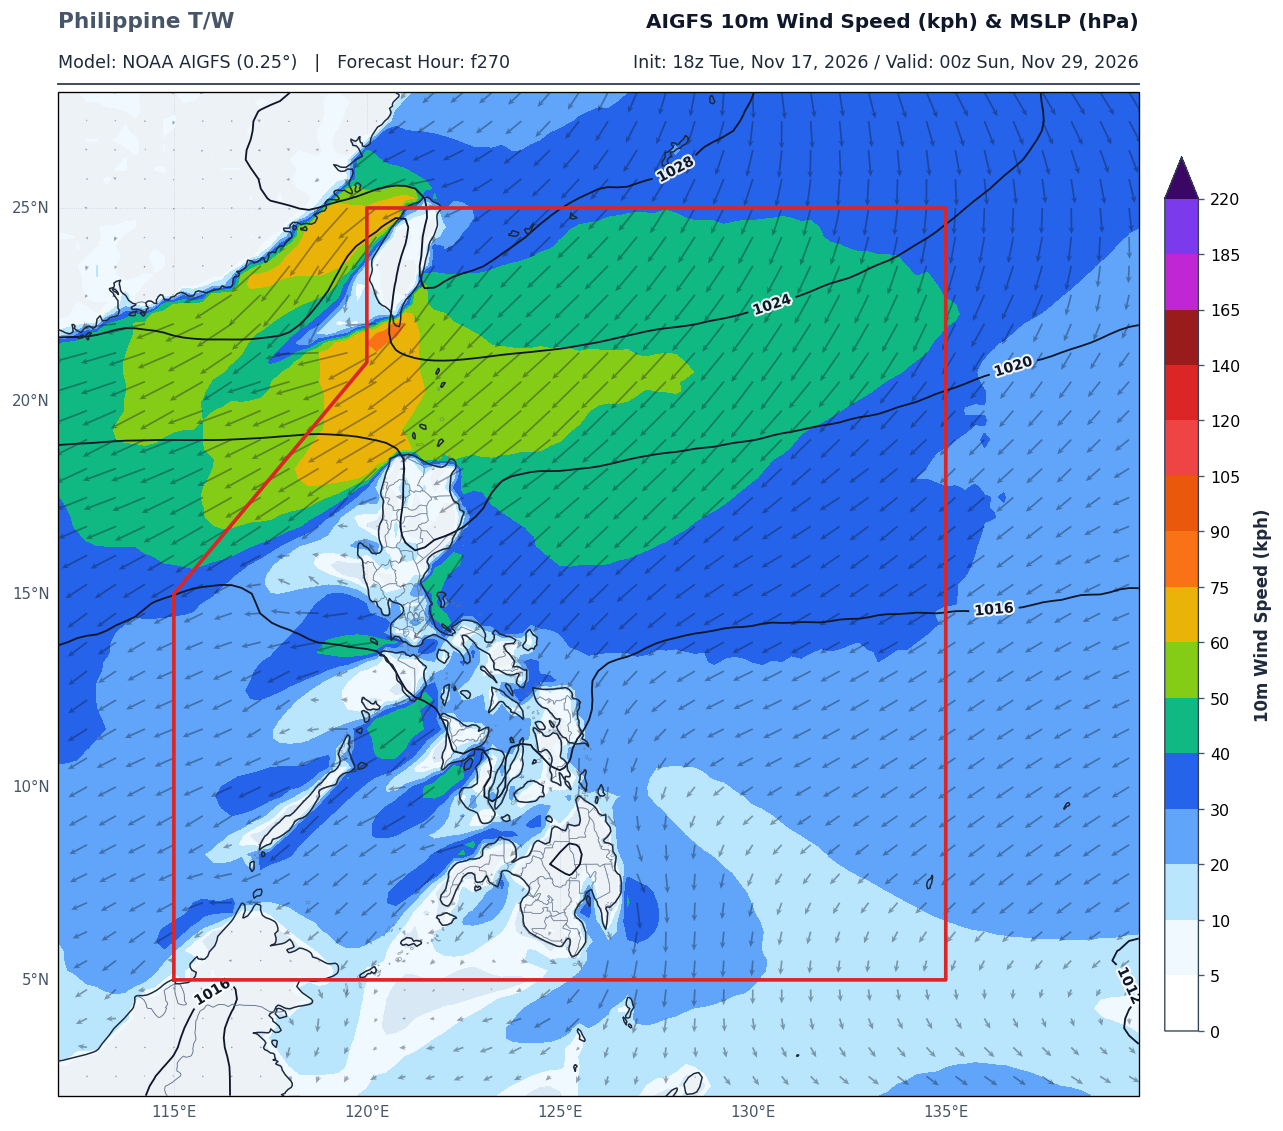 Philippine T/W
AIGFS 10m Wind Speed (kph) & MSLP (hPa)
Model: NOAA AIGFS (0.25°) | Forecast Hour: f270
Init: 18z Tue, Nov 17, 2026 / Valid: 00z Sun, Nov 29, 2026
1028
1024
1020
1016
1016
1012
25°N
20°N
15°N
10°N
5°N
115°E
120°E
125°E
130°E
135°E
220
185
165
140
120
105
90
75
60
50
40
30
20
10
5
0
10m Wind Speed (kph)